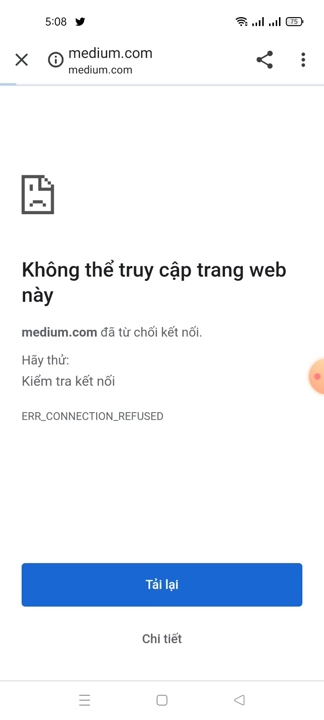 5:08
75
medium.com
medium.com
Không thể truy cập trang web
này
medium.com đã từ chối kết nối.
Hãy thử:
Kiểm tra kết nối
ERR_CONNECTION_REFUSED
Tải lại
Chi tiết